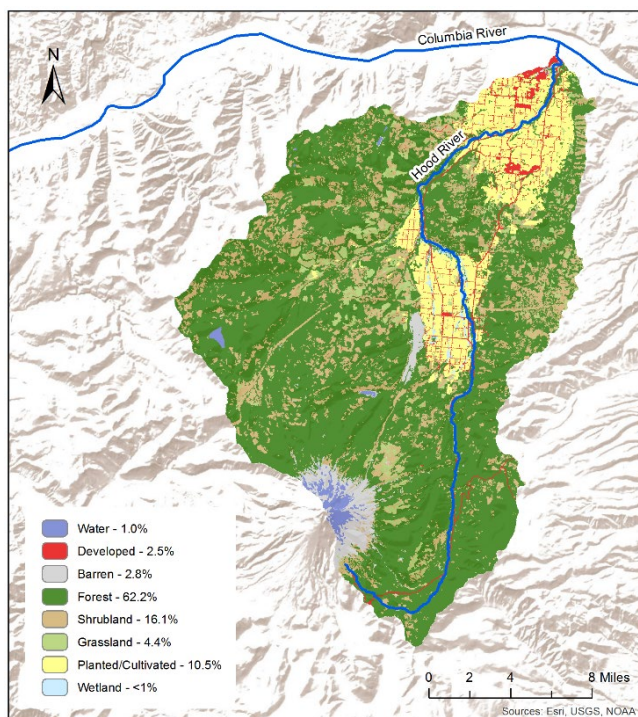 Columbia River
N
Hood River
Water - 1.0%
Developed - 2.5%
Barren - 2.8%
Forest - 62.2%
Shrubland - 16.1%
Grassland - 4.4%
Planted/Cultivated - 10.5%
Wetland - <1%
0 2 4 8 Miles
Sources: Esri, USGS, NOAA